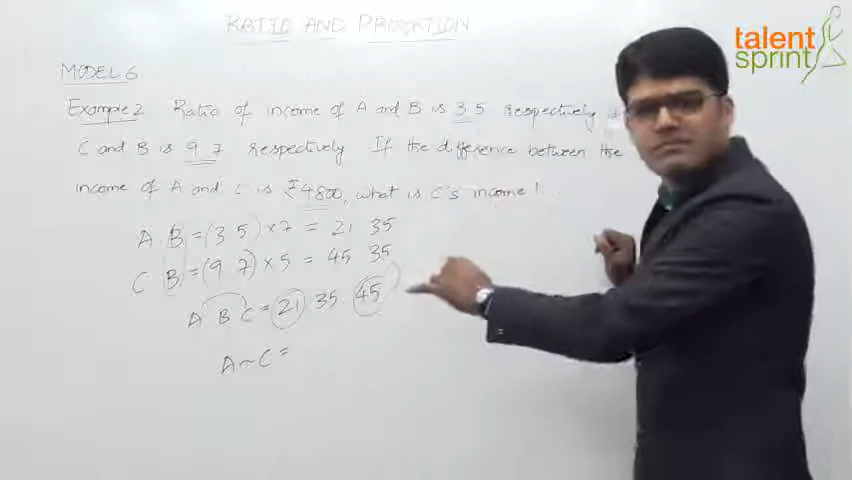 RATIO AND PROPORTION
talent
sprint
MODEL 6
Example 2 Ratio of income of A and B is 3 5 respectively
C and B is 9 7 respectively If the difference between the
income of A and C is ₹4800, what is C's income?
A B = (3 5) × 7 = 21 35
C B = (9 7) × 5 = 45 35
A B C = 21 35 45
A ~ C =